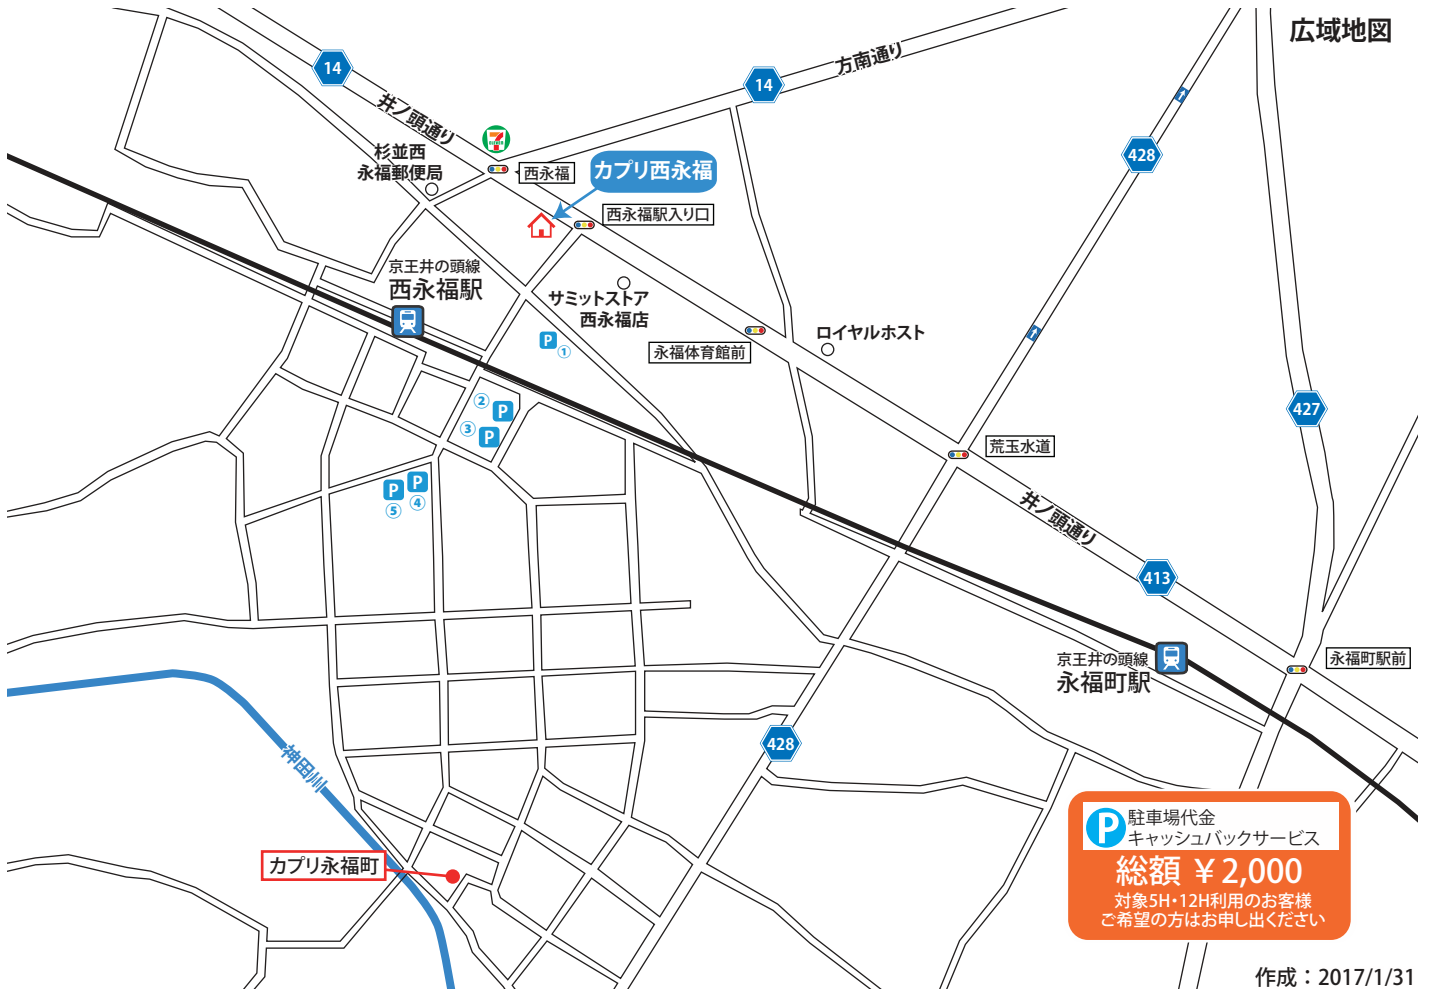 広域地図
14
井ノ頭通り
14
方南通り
428
杉並西
永福郵便局
西永福
カプリ西永福
西永福駅入り口
京王井の頭線
西永福駅
サミットストア
西永福店
永福体育館前
ロイヤルホスト
P
①
②
P
③
P
427
荒玉水道
P
P
⑤
④
井ノ頭通り
413
京王井の頭線
永福町駅
永福町駅前
428
神田川
カプリ永福町
P
駐車場代金
キャッシュバックサービス
総額 ¥ 2,000
対象5H・12H利用のお客様
ご希望の方はお申し出ください
作成：2017/1/31